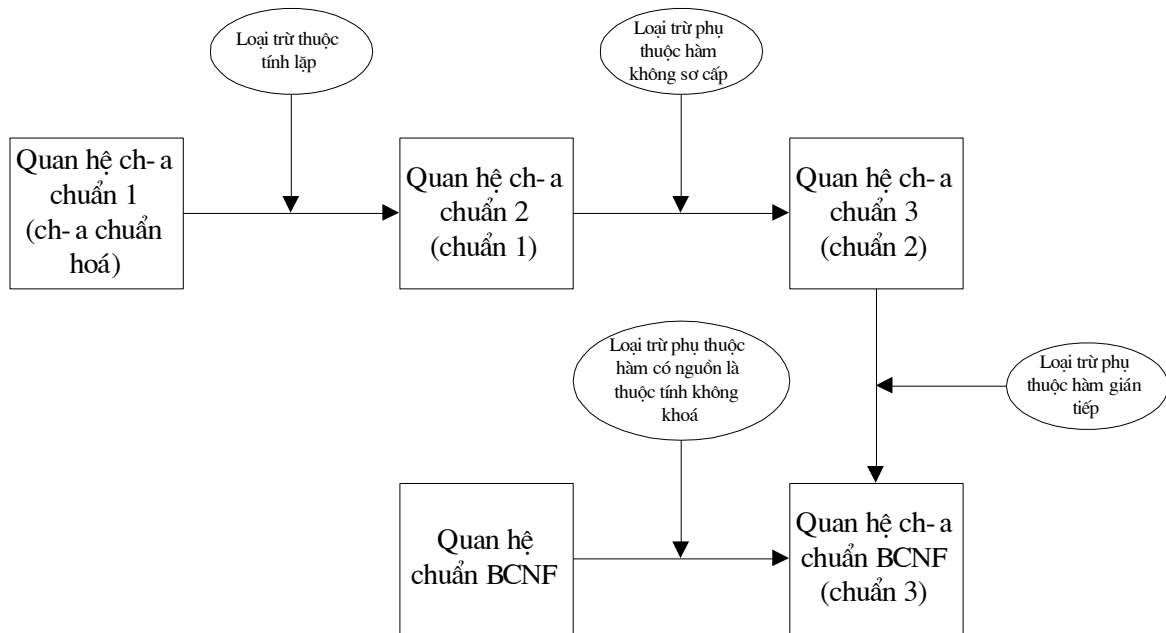 Loại trừ thuộc
tính lặp
Loại trừ phụ
thuộc hàm
không sơ cấp
Quan hệ ch- a
chuẩn 1
(ch- a chuẩn
hoá)
Quan hệ ch- a
chuẩn 2
(chuẩn 1)
Quan hệ ch- a
chuẩn 3
(chuẩn 2)
Loại trừ phụ thuộc
hàm có nguồn là
thuộc tính không
khoá
Loại trừ phụ
thuộc hàm gián
tiếp
Quan hệ
chuẩn BCNF
Quan hệ ch- a
chuẩn BCNF
(chuẩn 3)